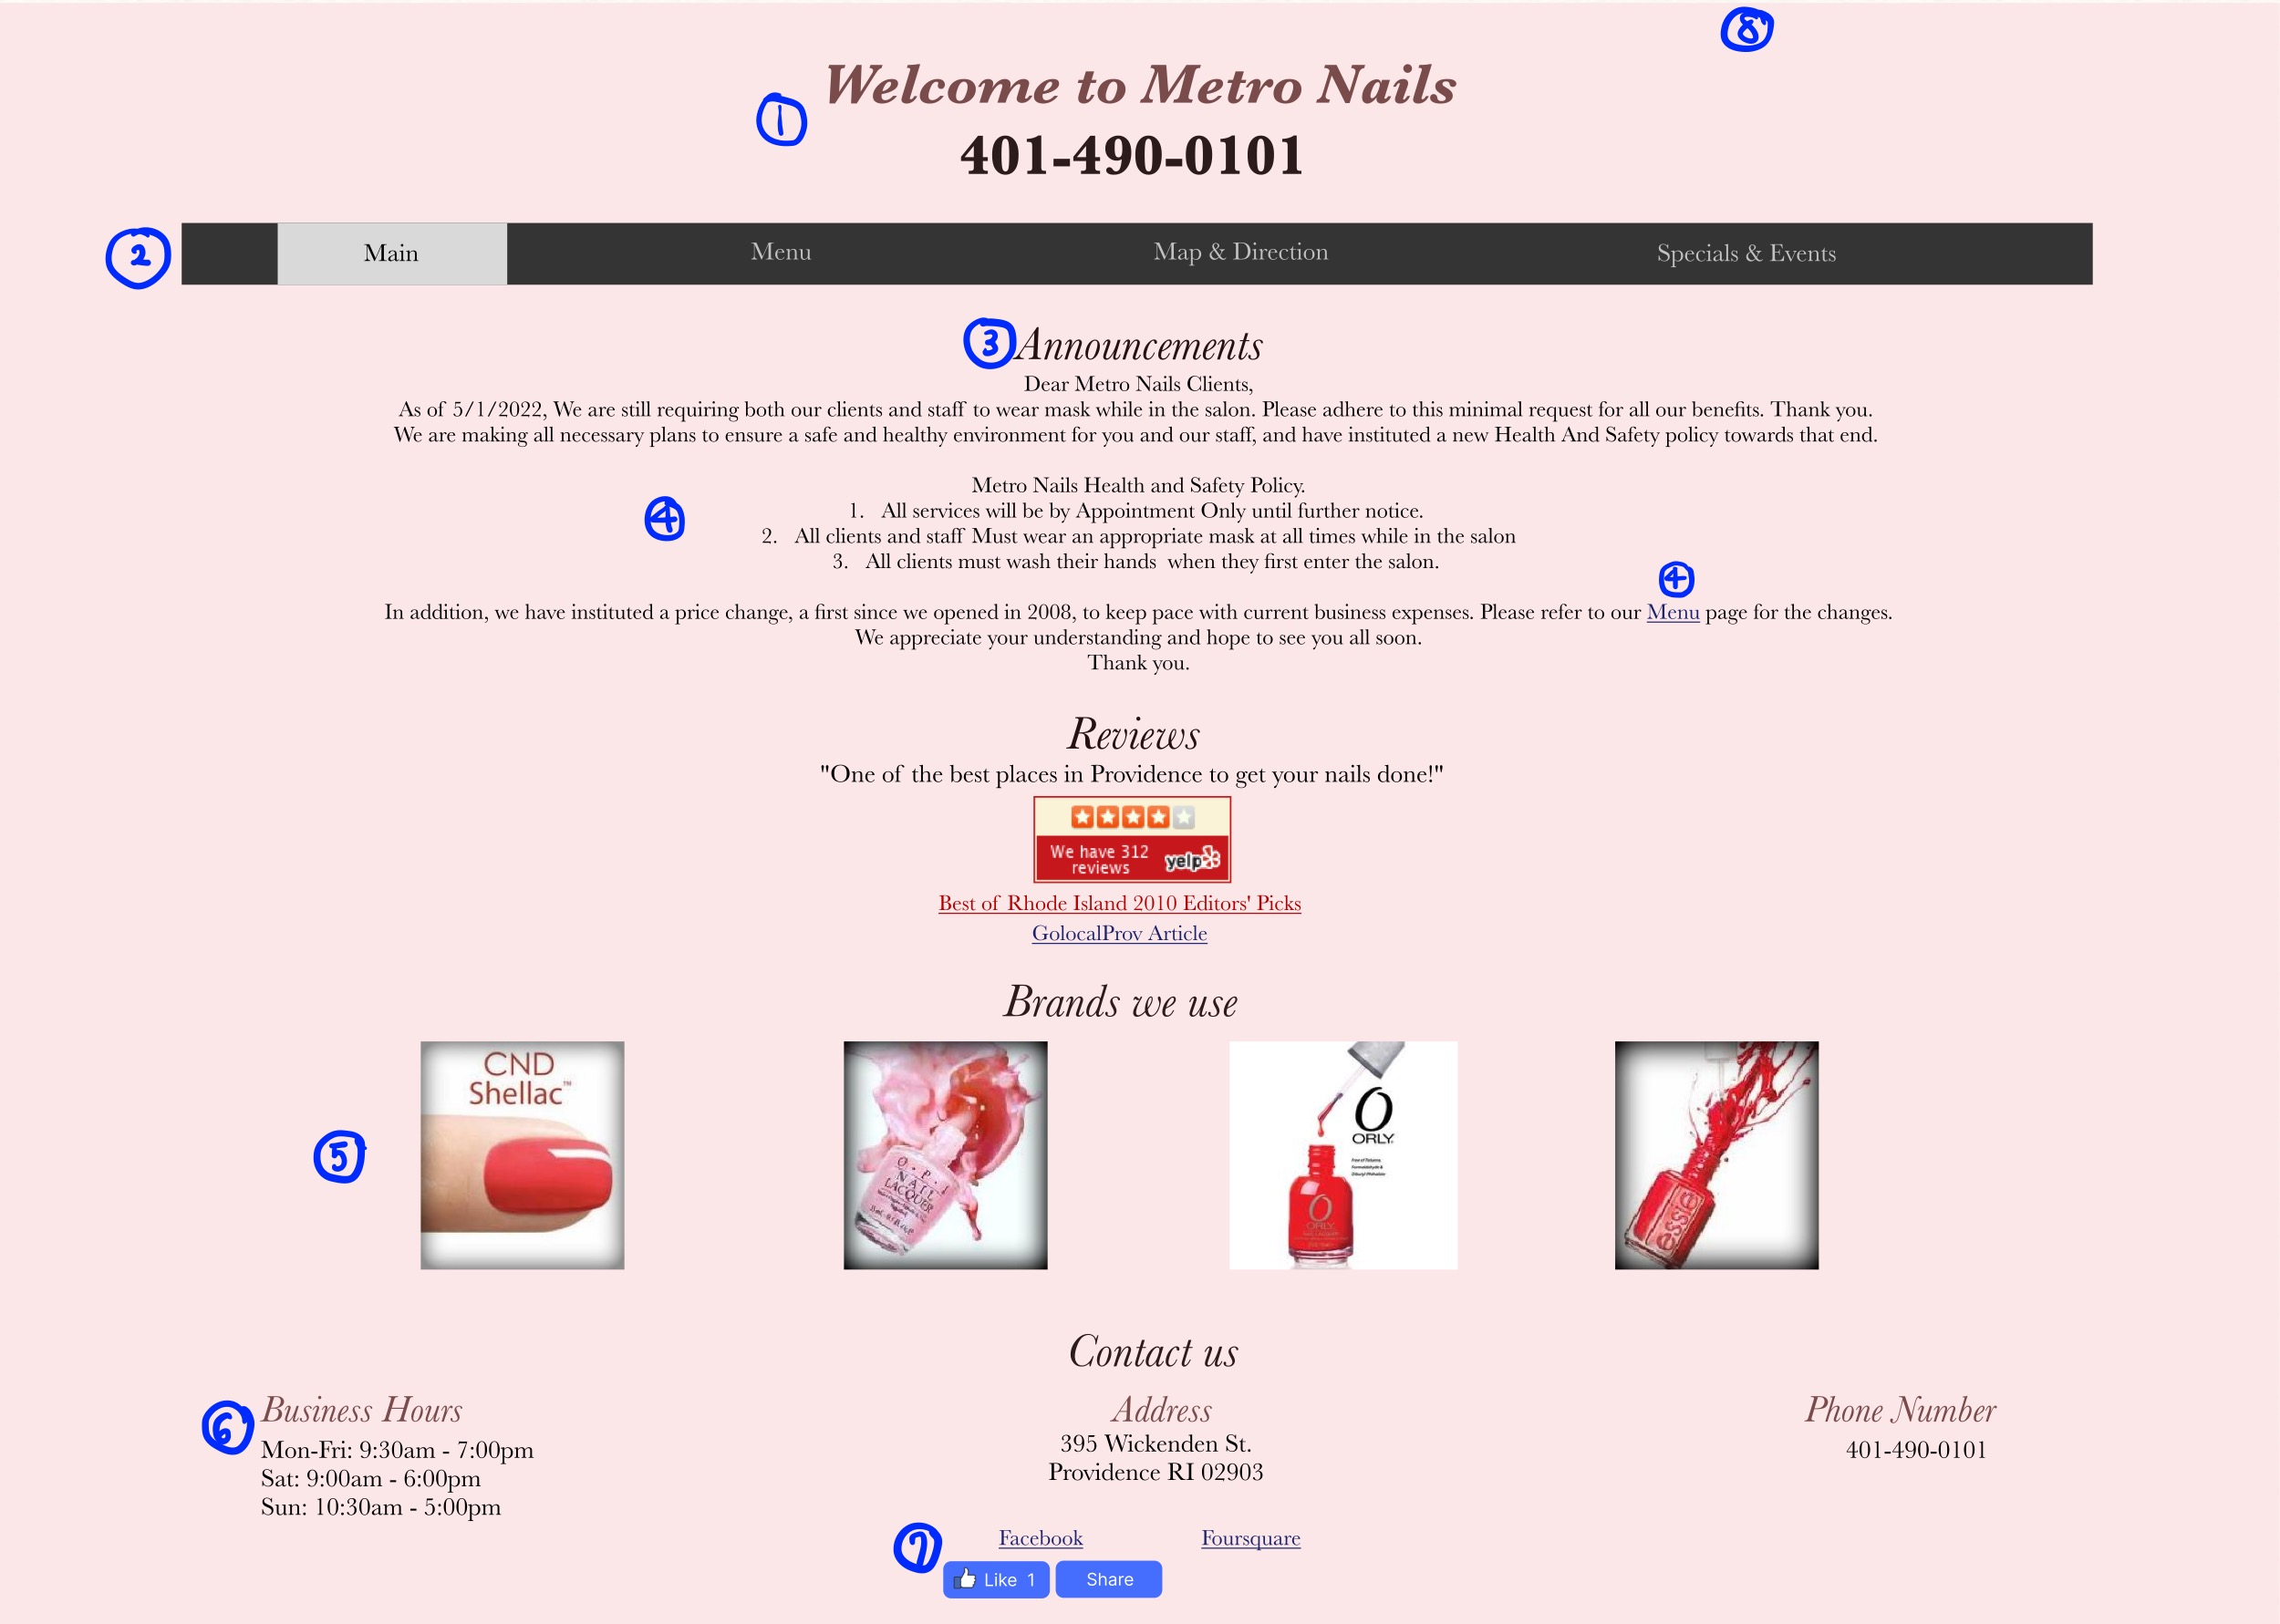 8
Welcome to Metro Nails
1
401-490-0101
2
Main Menu Map & Direction Specials & Events
3 Announcements
Dear Metro Nails Clients,
As of 5/1/2022, We are still requiring both our clients and staff to wear mask while in the salon. Please adhere to this minimal request for all our benefits. Thank you.
We are making all necessary plans to ensure a safe and healthy environment for you and our staff, and have instituted a new Health And Safety policy towards that end.
Metro Nails Health and Safety Policy.
4
1. All services will be by Appointment Only until further notice.
2. All clients and staff Must wear an appropriate mask at all times while in the salon
3. All clients must wash their hands when they first enter the salon.
4
In addition, we have instituted a price change, a first since we opened in 2008, to keep pace with current business expenses. Please refer to our Menu page for the changes.
We appreciate your understanding and hope to see you all soon.
Thank you.
Reviews
"One of the best places in Providence to get your nails done!"
We have 312
reviews
yelp
Best of Rhode Island 2010 Editors' Picks
GolocalProv Article
Brands we use
5
CND
Shellac™
O·P·I
NAIL
LACQUER
O
ORLY
O
ORLY
essie
Contact us
6
Business Hours
Mon-Fri: 9:30am - 7:00pm
Sat: 9:00am - 6:00pm
Sun: 10:30am - 5:00pm
Address
395 Wickenden St.
Providence RI 02903
Phone Number
401-490-0101
7
Facebook Foursquare
Like 1 Share